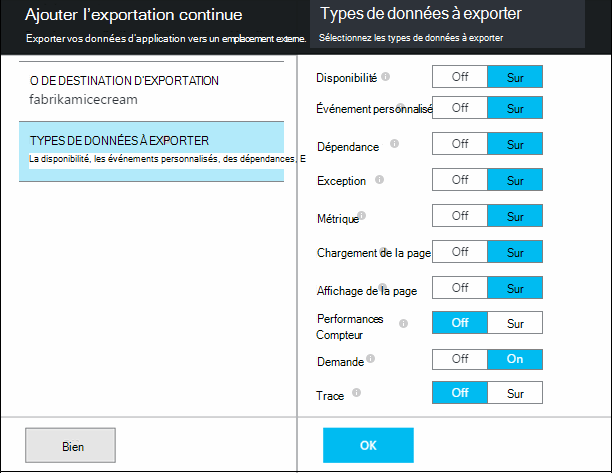 Ajouter l'exportation continue
Exporter vos données d'application vers un emplacement externe.
O DE DESTINATION D'EXPORTATION
fabrikamicecream
TYPES DE DONNÉES À EXPORTER
La disponibilité, les événements personnalisés, des dépendances, E
Bien
Types de données à exporter
Sélectionnez les types de données à exporter
Disponibilité Off Sur
Événement personnalisé Off Sur
Dépendance Off Sur
Exception Off Sur
Métrique Off Sur
Chargement de la page Off Sur
Affichage de la page Off Sur
Performances
Compteur Off Sur
Demande Off On
Trace Off Sur
OK